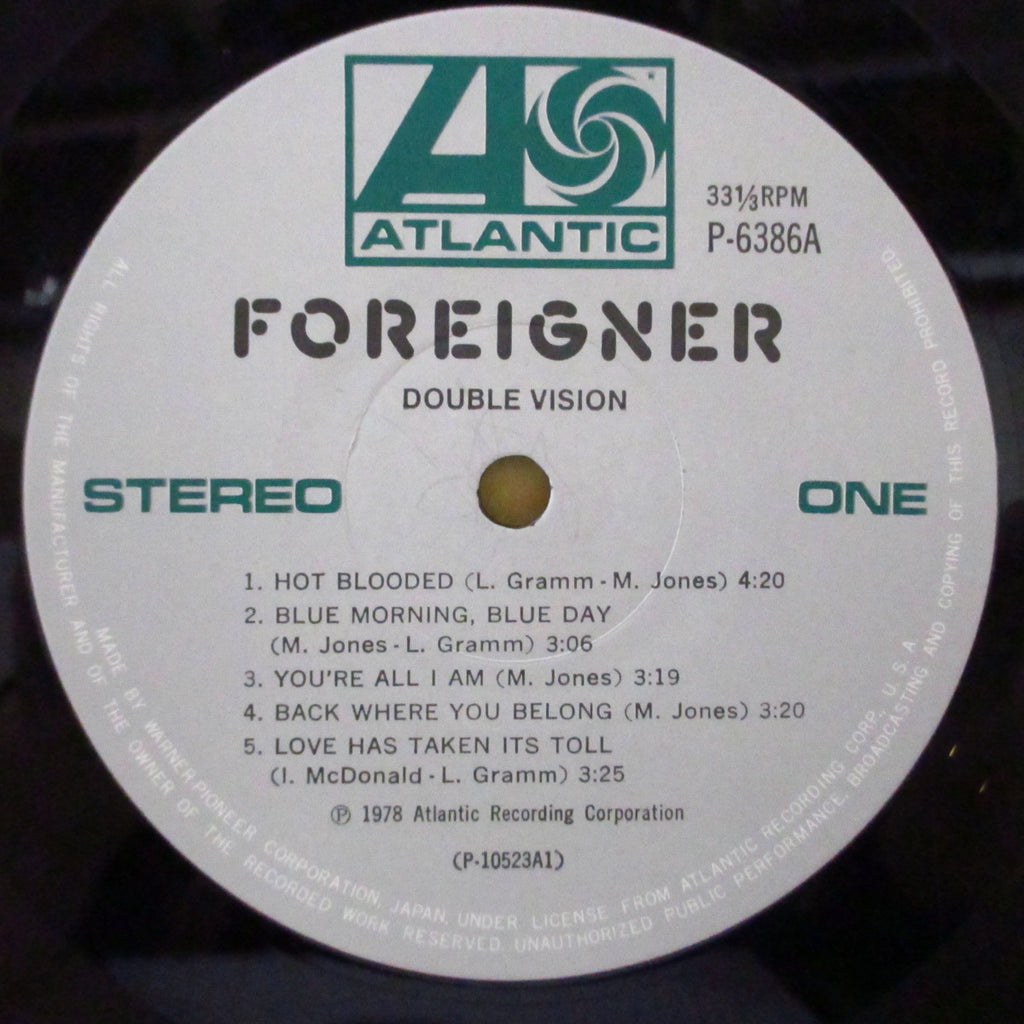 ATLANTIC
33⅓RPM
P-6386A
FOREIGNER
DOUBLE VISION
STEREO
ONE
1. HOT BLOODED (L. Gramm - M. Jones) 4:20
2. BLUE MORNING, BLUE DAY
(M. Jones - L. Gramm) 3:06
3. YOU'RE ALL I AM (M. Jones) 3:19
4. BACK WHERE YOU BELONG (M. Jones) 3:20
5. LOVE HAS TAKEN ITS TOLL
(I. McDonald - L. Gramm) 3:25
℗ 1978 Atlantic Recording Corporation
(P-10523A1)
MADE BY WARNER-PIONEER CORPORATION, JAPAN, UNDER LICENSE FROM ATLANTIC RECORDING CORP., U. S. A.
ALL RIGHTS OF THE MANUFACTURER AND OF THE OWNER OF THE RECORDED WORK RESERVED. UNAUTHORIZED PUBLIC PERFORMANCE, BROADCASTING AND COPYING OF THIS RECORD PROHIBITED